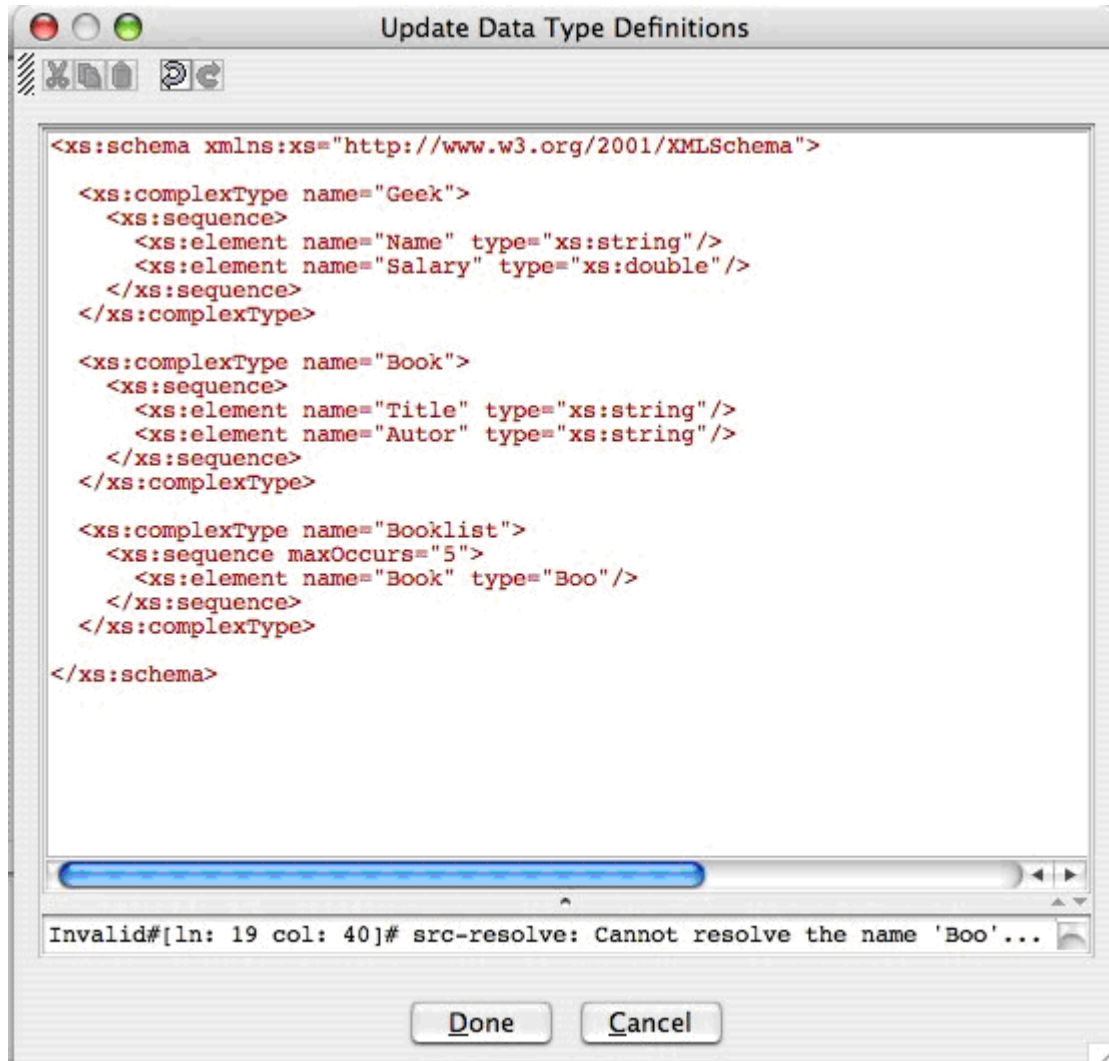 Update Data Type Definitions
<xs:schema xmlns:xs="http://www.w3.org/2001/XMLSchema">
<xs:complexType name="Geek">
<xs:sequence>
<xs:element name="Name" type="xs:string"/>
<xs:element name="Salary" type="xs:double"/>
</xs:sequence>
</xs:complexType>
<xs:complexType name="Book">
<xs:sequence>
<xs:element name="Title" type="xs:string"/>
<xs:element name="Autor" type="xs:string"/>
</xs:sequence>
</xs:complexType>
<xs:complexType name="Booklist">
<xs:sequence maxOccurs="5">
<xs:element name="Book" type="Boo"/>
</xs:sequence>
</xs:complexType>
</xs:schema>
Invalid#[ln: 19 col: 40]# src-resolve: Cannot resolve the name 'Boo'...
Done Cancel